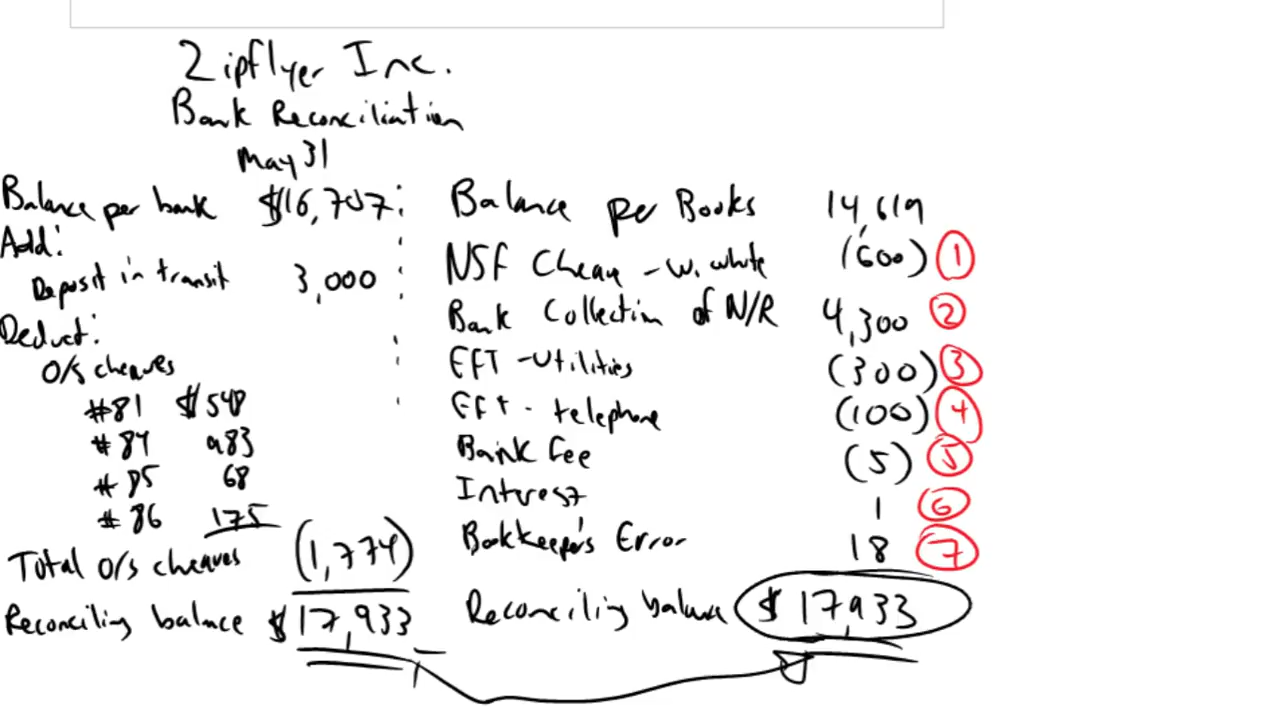 Zipflyer Inc.
Bank Reconciliation
May 31
Balance per bank $16,707
Add:
Deposit in transit 3,000
Deduct:
O/S cheques
#81 $548
#84 983
#85 68
#86 175
Total O/S cheques (1,774)
Reconciling balance $17,933
Balance per Books 14,619
NSF Cheque - W. White (600) 1
Bank Collection of N/R 4,300 2
EFT - Utilities (300) 3
EFT - telephone (100) 4
Bank Fee (5) 5
Interest 1 6
Bookkeeper's Error 18 7
Reconciling balance $17,933